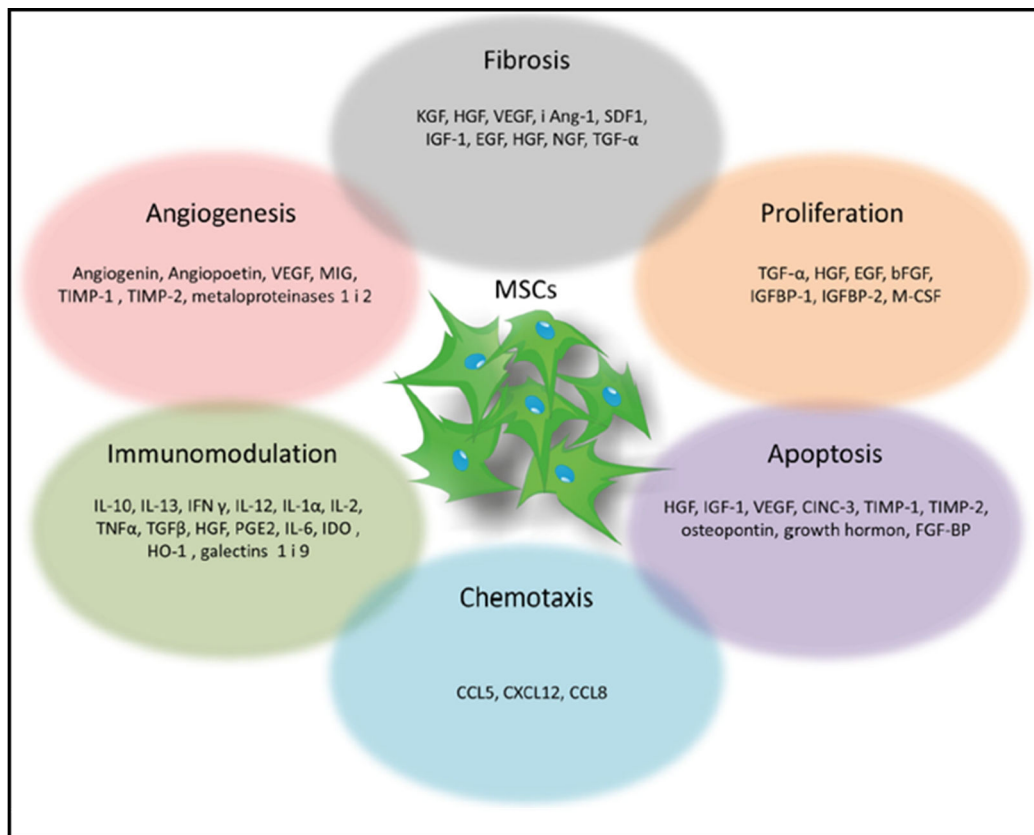 Fibrosis
KGF, HGF, VEGF, i Ang-1, SDF1,
IGF-1, EGF, HGF, NGF, TGF-α
Angiogenesis
Angiogenin, Angiopoetin, VEGF, MIG,
TIMP-1 , TIMP-2, metaloproteinases 1 i 2
Proliferation
TGF-α, HGF, EGF, bFGF,
IGFBP-1, IGFBP-2, M-CSF
MSCs
Immunomodulation
IL-10, IL-13, IFN γ, IL-12, IL-1α, IL-2,
TNFα, TGFβ, HGF, PGE2, IL-6, IDO ,
HO-1 , galectins 1 i 9
Apoptosis
HGF, IGF-1, VEGF, CINC-3, TIMP-1, TIMP-2,
osteopontin, growth hormon, FGF-BP
Chemotaxis
CCL5, CXCL12, CCL8